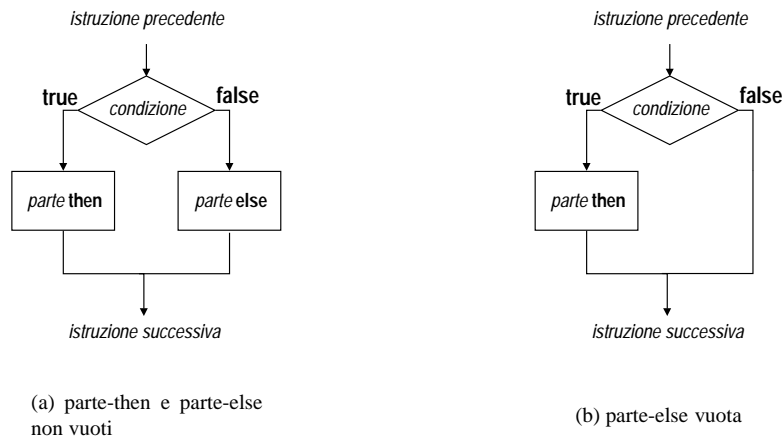 istruzione precedente
true
false
condizione
parte then
parte else
istruzione successiva
(a) parte-then e parte-else
non vuoti
istruzione precedente
true
false
condizione
parte then
istruzione successiva
(b) parte-else vuota